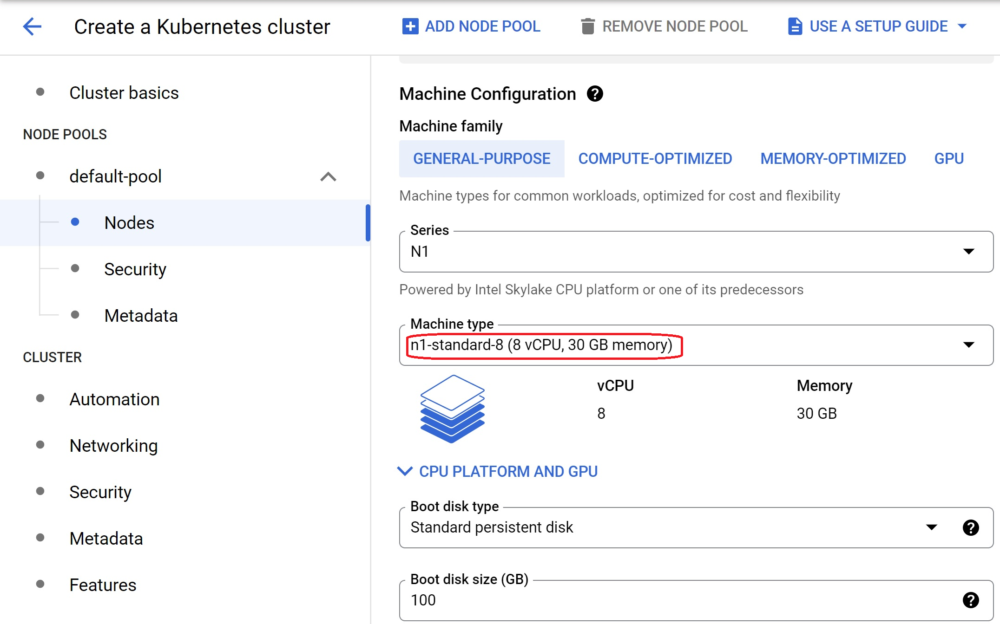 Create a Kubernetes cluster
ADD NODE POOL
REMOVE NODE POOL
USE A SETUP GUIDE
Cluster basics
NODE POOLS
default-pool
Nodes
Security
Metadata
CLUSTER
Automation
Networking
Security
Metadata
Features
Machine Configuration
Machine family
GENERAL-PURPOSE COMPUTE-OPTIMIZED MEMORY-OPTIMIZED GPU
Machine types for common workloads, optimized for cost and flexibility
Series
N1
Powered by Intel Skylake CPU platform or one of its predecessors
Machine type
n1-standard-8 (8 vCPU, 30 GB memory)
vCPU Memory
8 30 GB
CPU PLATFORM AND GPU
Boot disk type
Standard persistent disk
Boot disk size (GB)
100